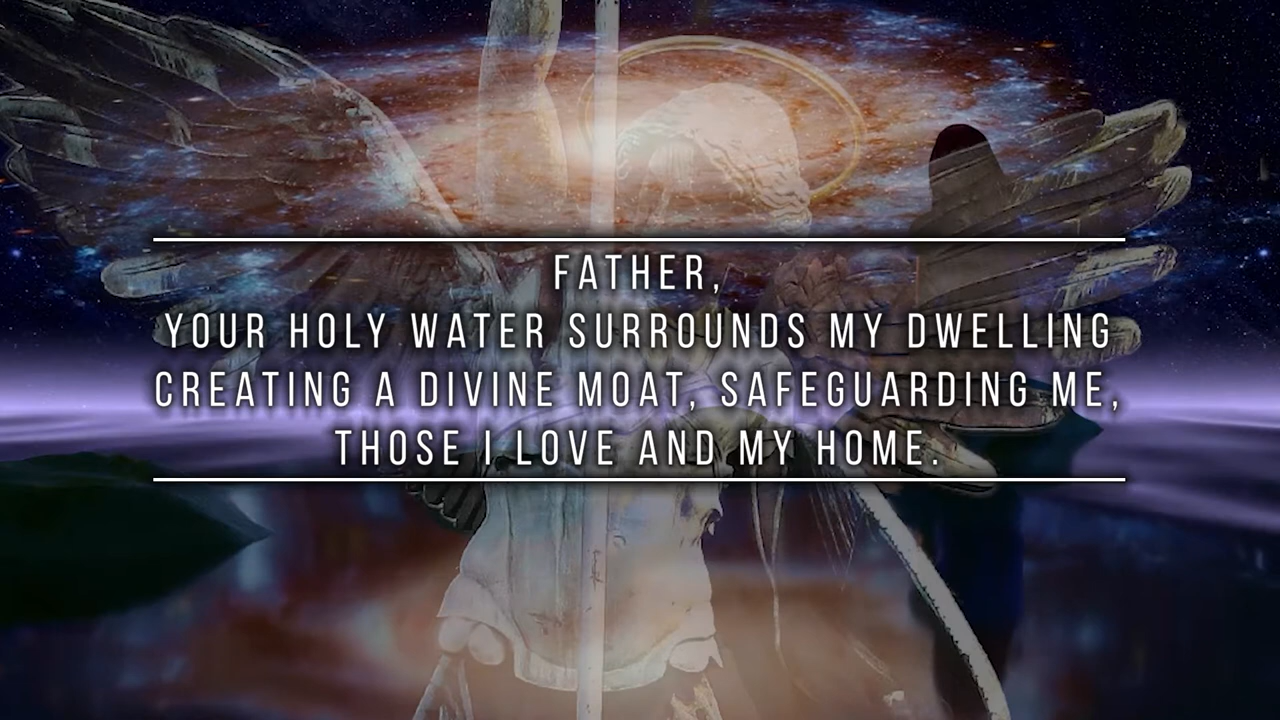 FATHER,
YOUR HOLY WATER SURROUNDS MY DWELLING
CREATING A DIVINE MOAT, SAFEGUARDING ME,
THOSE I LOVE AND MY HOME.